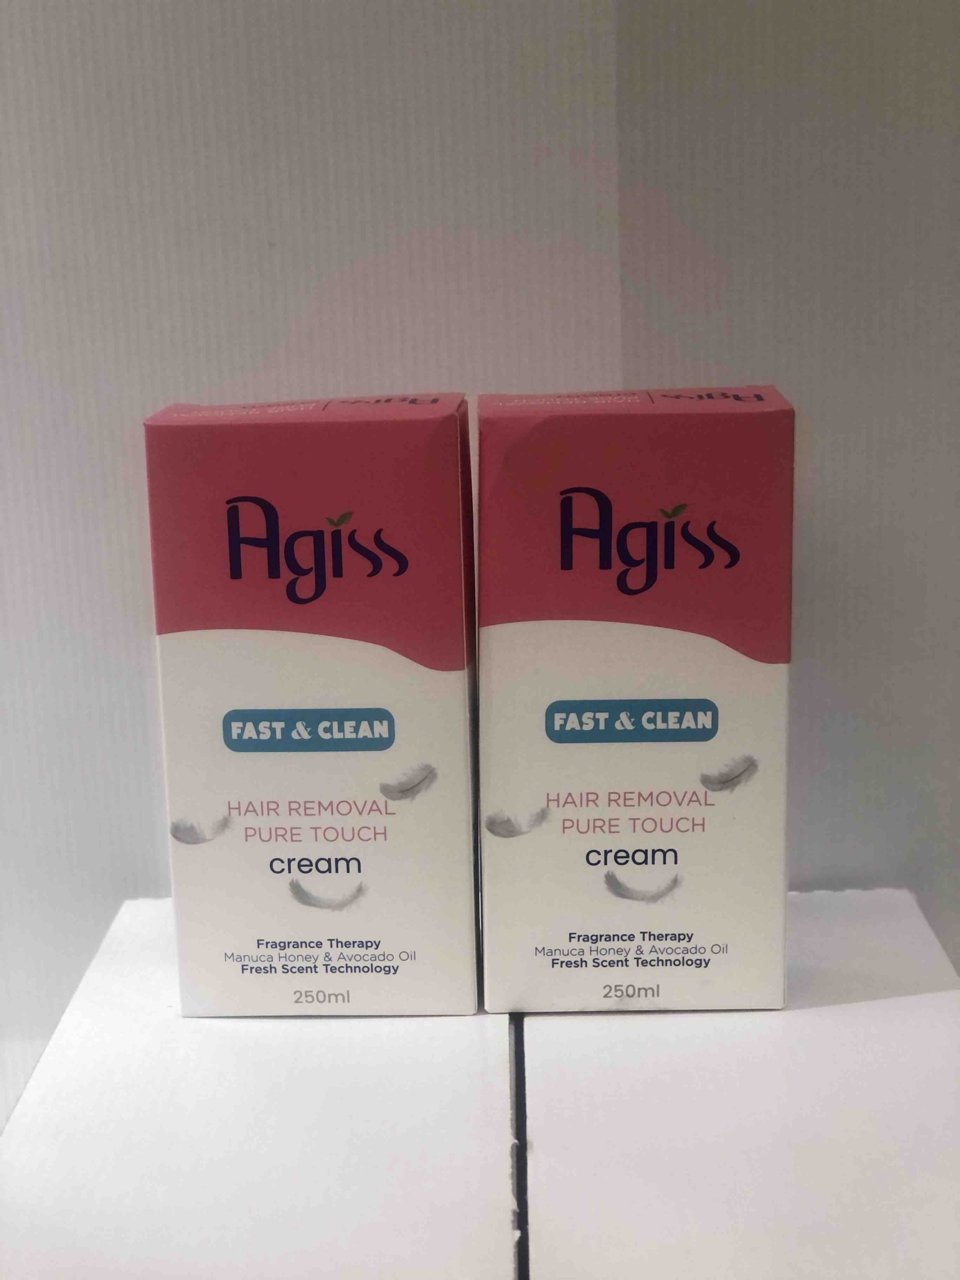 Agiss
FAST & CLEAN
HAIR REMOVAL
PURE TOUCH
cream
Fragrance Therapy
Manuca Honey & Avocado Oil
Fresh Scent Technology
250ml
Agiss
Agiss
FAST & CLEAN
HAIR REMOVAL
PURE TOUCH
cream
Fragrance Therapy
Manuca Honey & Avocado Oil
Fresh Scent Technology
250ml